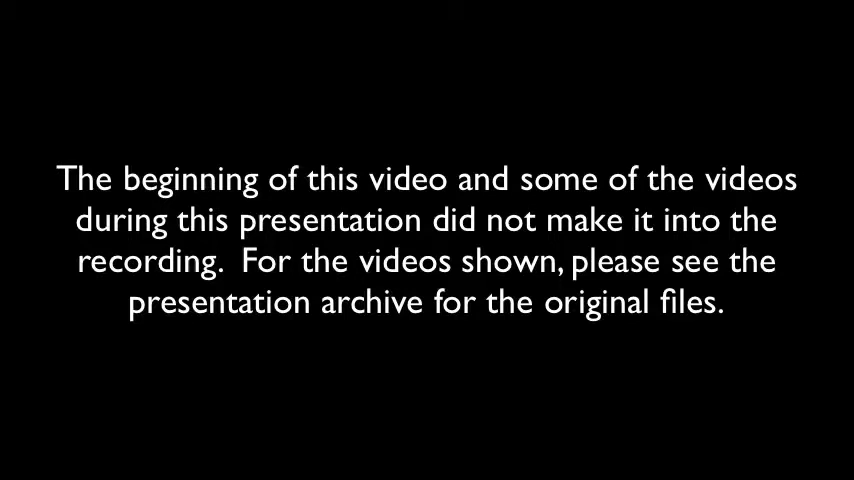 The beginning of this video and some of the videos
during this presentation did not make it into the
recording.  For the videos shown, please see the
presentation archive for the original files.